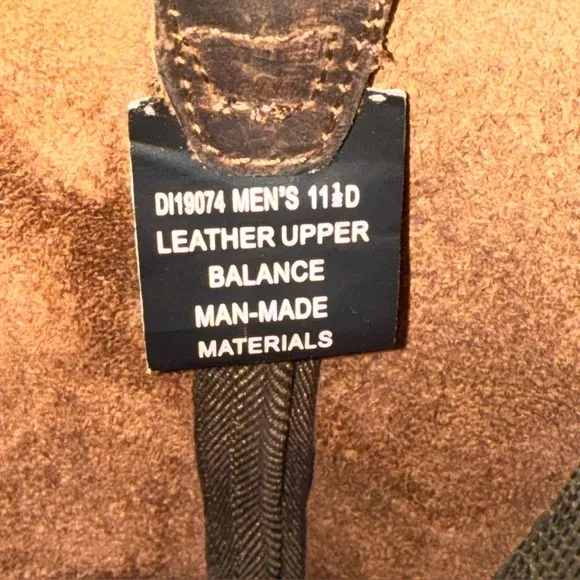 DI19074 MEN'S 11½D
LEATHER UPPER
BALANCE
MAN-MADE
MATERIALS